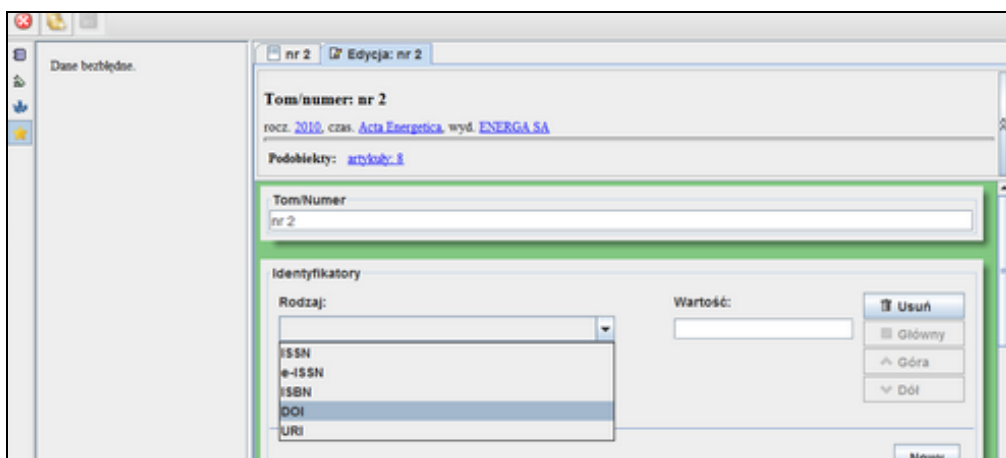 nr 2 Edycja: nr 2
Dane bezbłędne.
Tom/numer: nr 2
rocz. 2010, czas. Acta Energetica, wyd. ENERGA SA
Podobiekty: artykuły: 8
Tom/Numer
nr 2
Identyfikatory
Rodzaj: Wartość: Usuń
Główny
ISSN
e-ISSN Góra
ISBN Dół
DOI
URI
Nowy